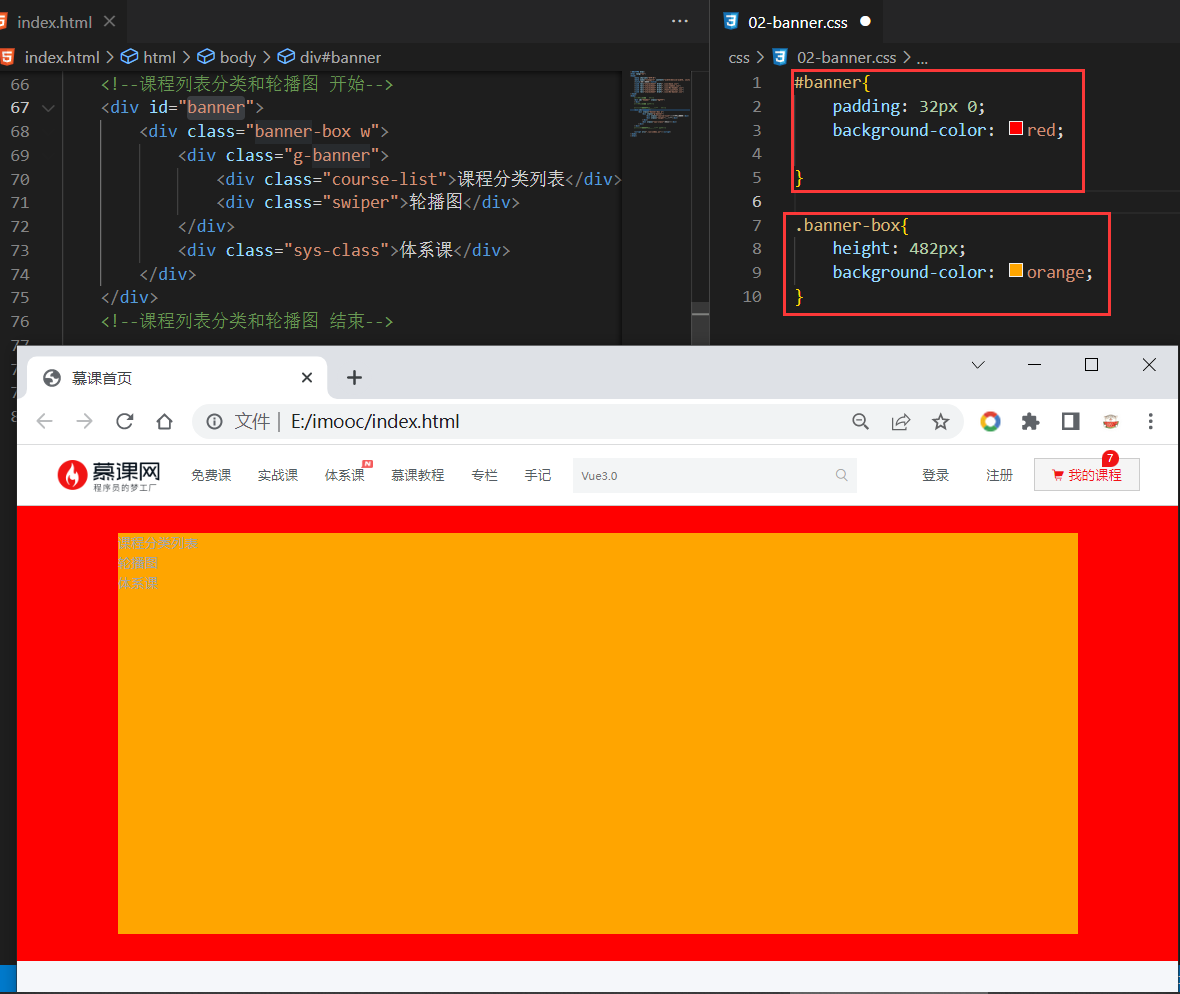 index.html
02-banner.css
index.html > html > body > div#banner
css > 02-banner.css > ...
66 <!--课程列表分类和轮播图 开始-->
67 <div id="banner">
68 <div class="banner-box w">
69 <div class="g-banner">
70 <div class="course-list">课程分类列表</div>
71 <div class="swiper">轮播图</div>
72 </div>
73 <div class="sys-class">体系课</div>
74 </div>
75 </div>
76 <!--课程列表分类和轮播图 结束-->
77
1 #banner{
2 padding: 32px 0;
3 background-color: red;
4
5 }
6
7 .banner-box{
8 height: 482px;
9 background-color: orange;
10 }
慕课首页
文件 | E:/imooc/index.html
慕课网
程序员的梦工厂
免费课 实战课 体系课 N 慕课教程 专栏 手记 Vue3.0 登录 注册 我的课程 7
课程分类列表
轮播图
体系课